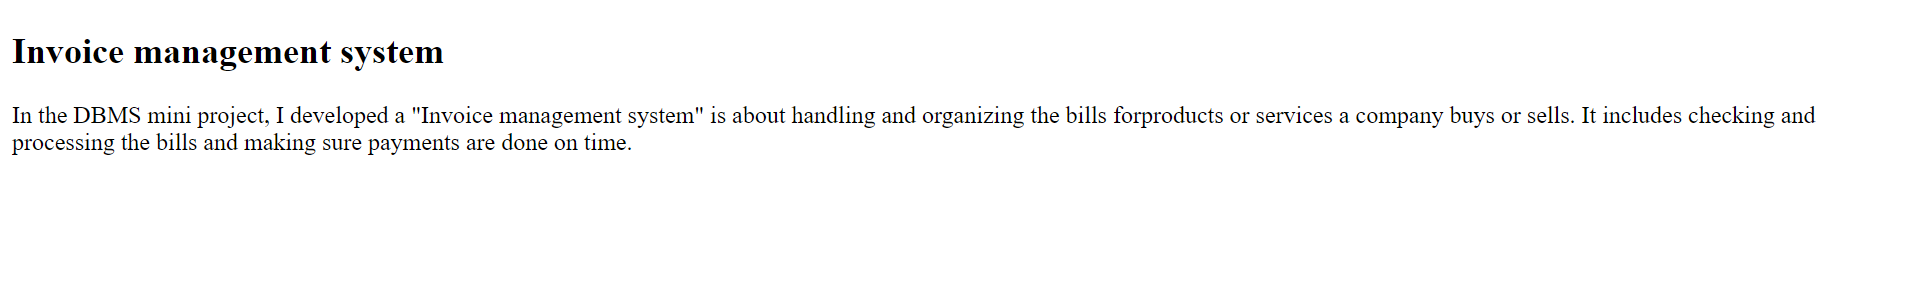 Invoice management system
In the DBMS mini project, I developed a "Invoice management system" is about handling and organizing the bills forproducts or services a company buys or sells. It includes checking and
processing the bills and making sure payments are done on time.